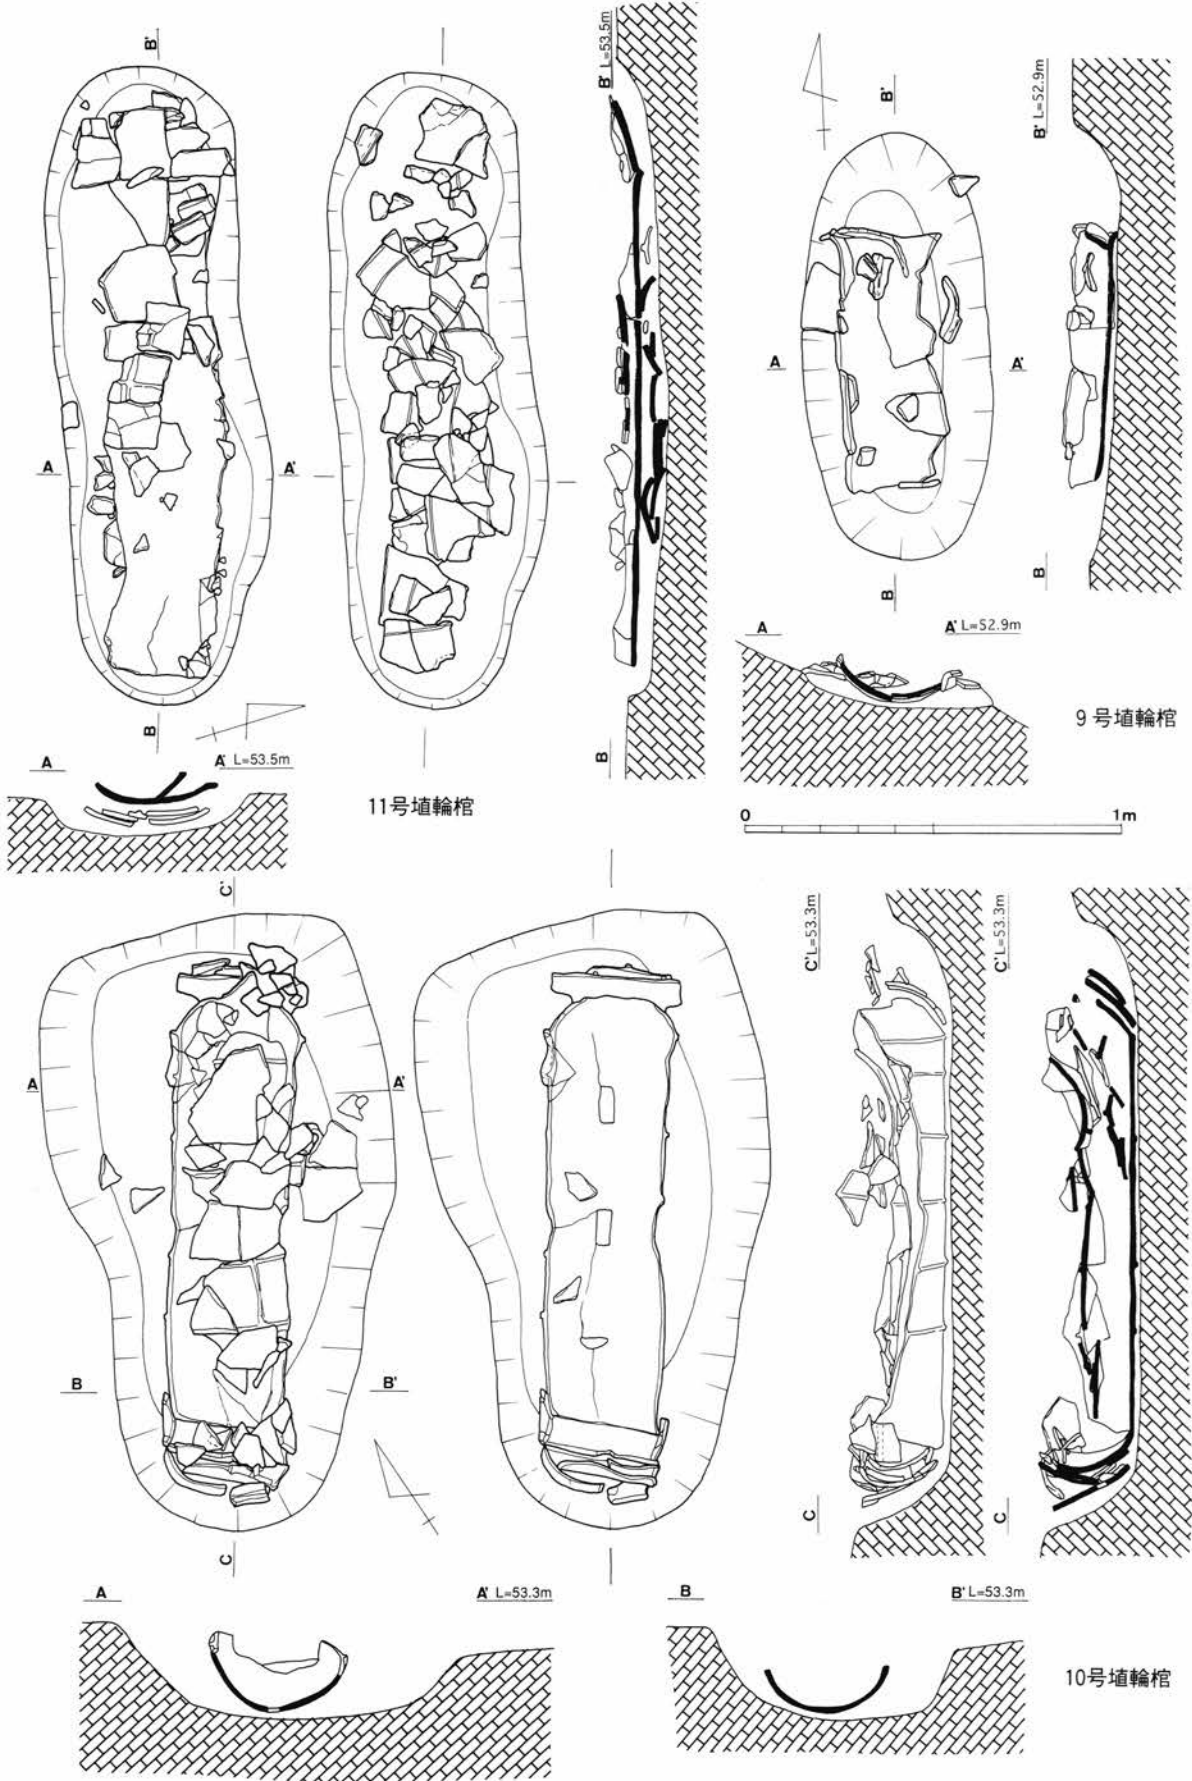 B'
B' L=53.5m
A
A'
B
B
A
A' L=53.5m
11号埴輪棺
B'
B' L=52.9m
A
A'
B
B
A
A' L=52.9m
9号埴輪棺
0
1m
C'
C' L=53.3m
C' L=53.3m
A
A'
B
B'
C
C
C
A
A' L=53.3m
B
B' L=53.3m
10号埴輪棺